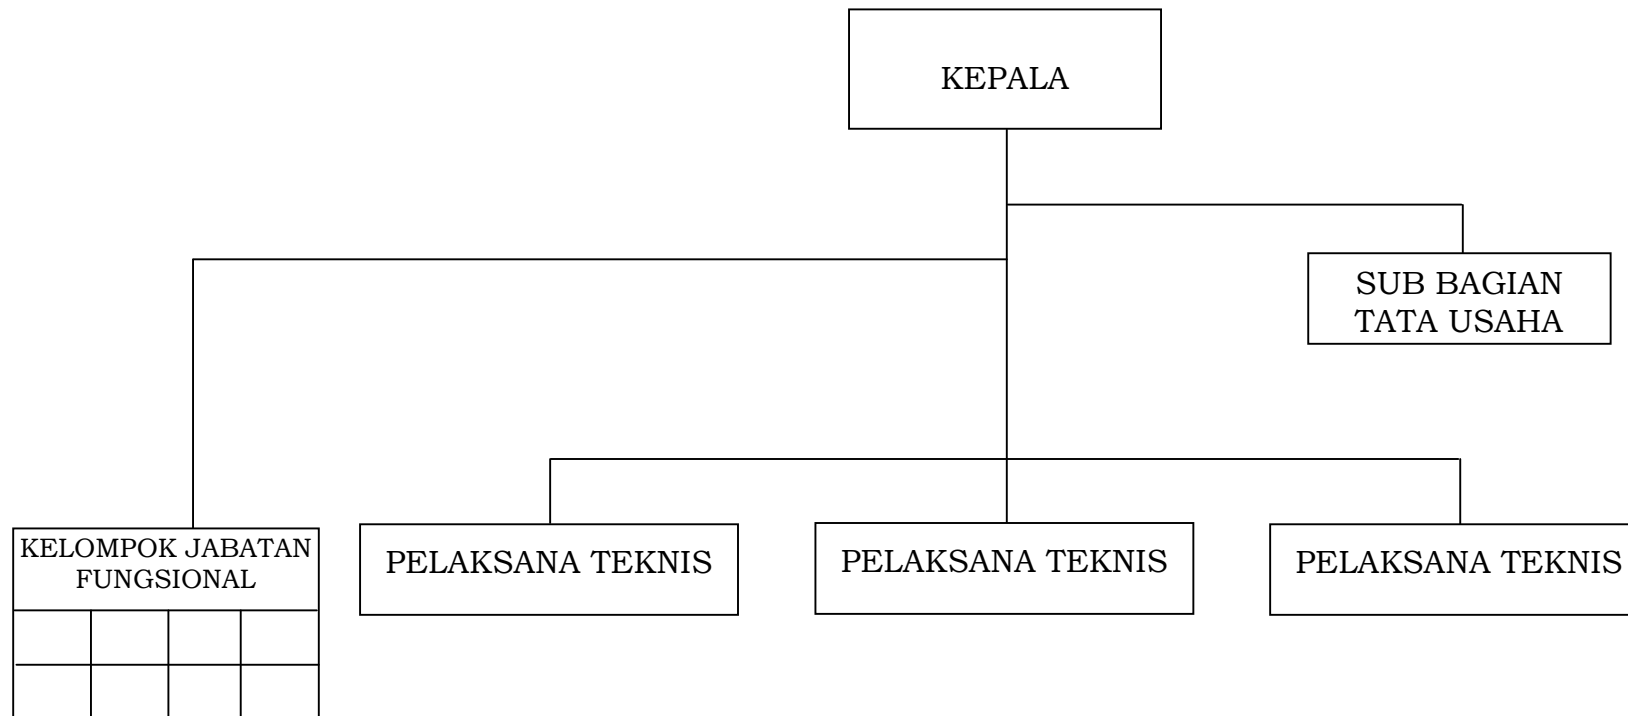 KEPALA
SUB BAGIAN
TATA USAHA
KELOMPOK JABATAN
FUNGSIONAL
PELAKSANA TEKNIS
PELAKSANA TEKNIS
PELAKSANA TEKNIS